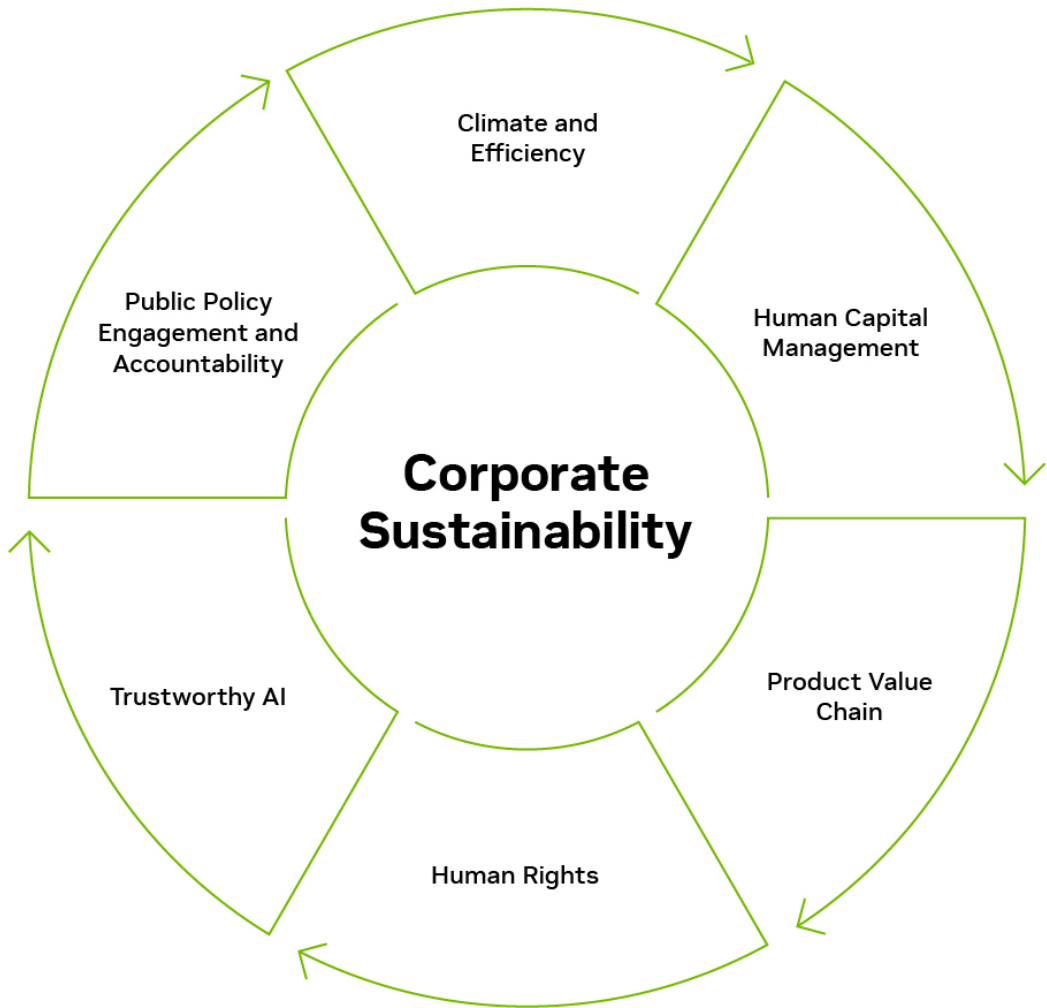 Climate and
Efficiency
Human Capital
Management
Product Value
Chain
Human Rights
Trustworthy AI
Public Policy
Engagement and
Accountability
Corporate
Sustainability